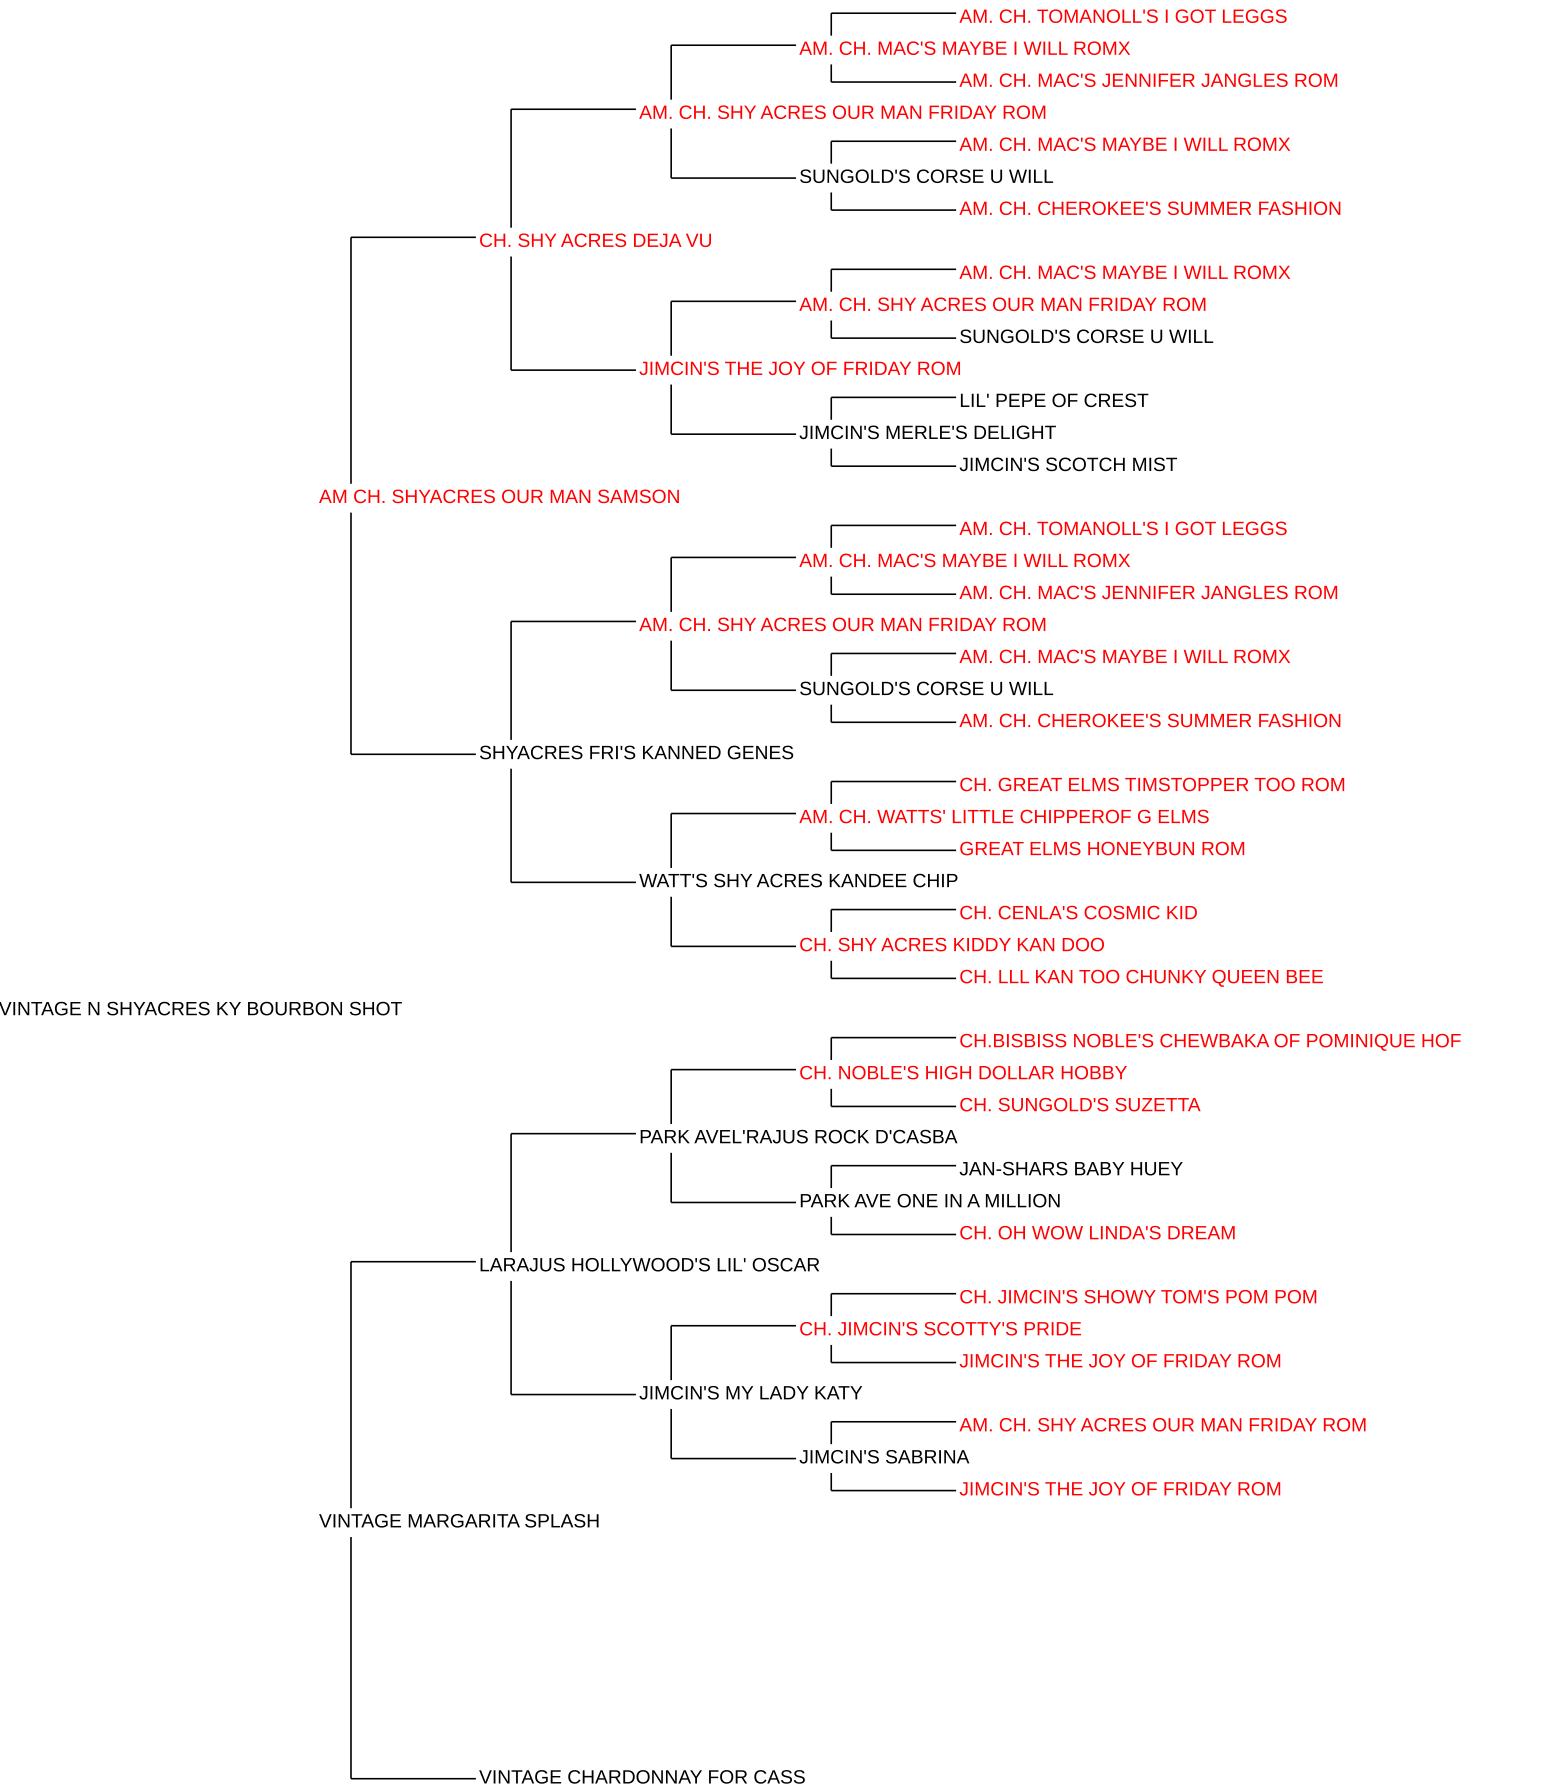 AM. CH. TOMANOLL'S I GOT LEGGS
AM. CH. MAC'S MAYBE I WILL ROMX
AM. CH. MAC'S JENNIFER JANGLES ROM
AM. CH. SHY ACRES OUR MAN FRIDAY ROM
AM. CH. MAC'S MAYBE I WILL ROMX
SUNGOLD'S CORSE U WILL
AM. CH. CHEROKEE'S SUMMER FASHION
CH. SHY ACRES DEJA VU
AM. CH. MAC'S MAYBE I WILL ROMX
AM. CH. SHY ACRES OUR MAN FRIDAY ROM
SUNGOLD'S CORSE U WILL
JIMCIN'S THE JOY OF FRIDAY ROM
LIL' PEPE OF CREST
JIMCIN'S MERLE'S DELIGHT
JIMCIN'S SCOTCH MIST
AM CH. SHYACRES OUR MAN SAMSON
AM. CH. TOMANOLL'S I GOT LEGGS
AM. CH. MAC'S MAYBE I WILL ROMX
AM. CH. MAC'S JENNIFER JANGLES ROM
AM. CH. SHY ACRES OUR MAN FRIDAY ROM
AM. CH. MAC'S MAYBE I WILL ROMX
SUNGOLD'S CORSE U WILL
AM. CH. CHEROKEE'S SUMMER FASHION
SHYACRES FRI'S KANNED GENES
CH. GREAT ELMS TIMSTOPPER TOO ROM
AM. CH. WATTS' LITTLE CHIPPEROF G ELMS
GREAT ELMS HONEYBUN ROM
WATT'S SHY ACRES KANDEE CHIP
CH. CENLA'S COSMIC KID
CH. SHY ACRES KIDDY KAN DOO
CH. LLL KAN TOO CHUNKY QUEEN BEE
VINTAGE N SHYACRES KY BOURBON SHOT
CH.BISBISS NOBLE'S CHEWBAKA OF POMINIQUE HOF
CH. NOBLE'S HIGH DOLLAR HOBBY
CH. SUNGOLD'S SUZETTA
PARK AVEL'RAJUS ROCK D'CASBA
JAN-SHARS BABY HUEY
PARK AVE ONE IN A MILLION
CH. OH WOW LINDA'S DREAM
LARAJUS HOLLYWOOD'S LIL' OSCAR
CH. JIMCIN'S SHOWY TOM'S POM POM
CH. JIMCIN'S SCOTTY'S PRIDE
JIMCIN'S THE JOY OF FRIDAY ROM
JIMCIN'S MY LADY KATY
AM. CH. SHY ACRES OUR MAN FRIDAY ROM
JIMCIN'S SABRINA
JIMCIN'S THE JOY OF FRIDAY ROM
VINTAGE MARGARITA SPLASH
VINTAGE CHARDONNAY FOR CASS